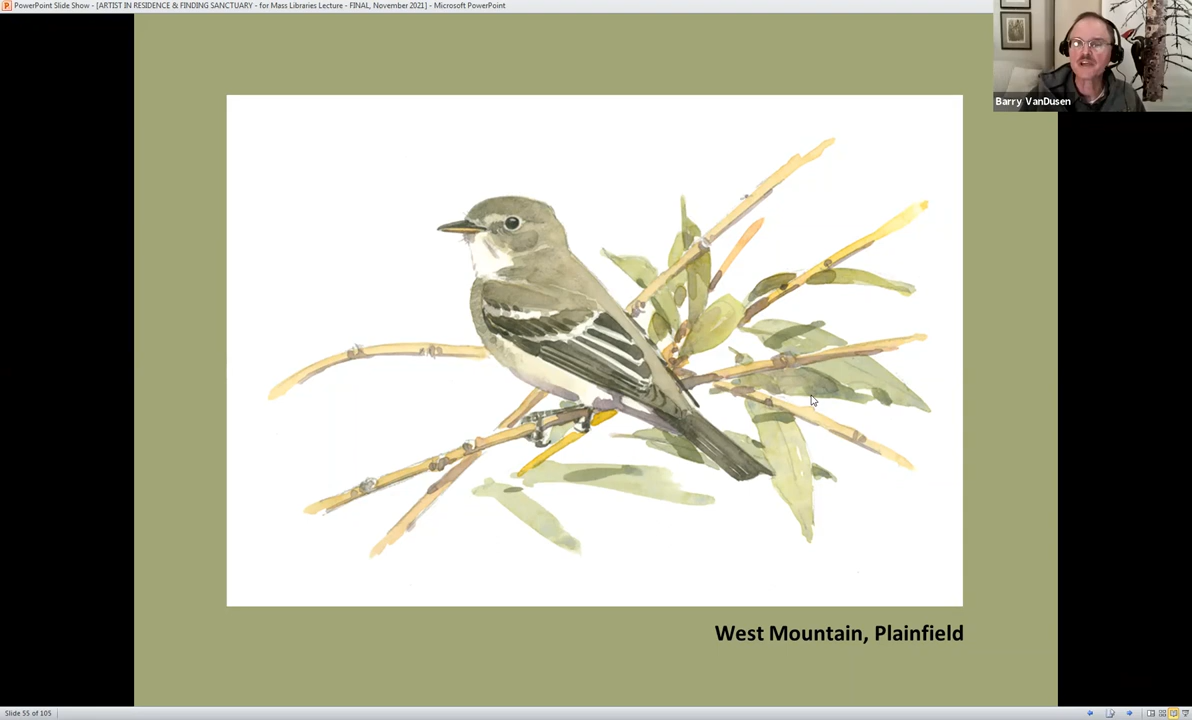 PowerPoint Slide Show - [ARTIST IN RESIDENCE & FINDING SANCTUARY - for Mass Libraries Lecture - FINAL, November 2021] - Microsoft PowerPoint
Barry VanDusen
West Mountain, Plainfield
Slide 55 of 105